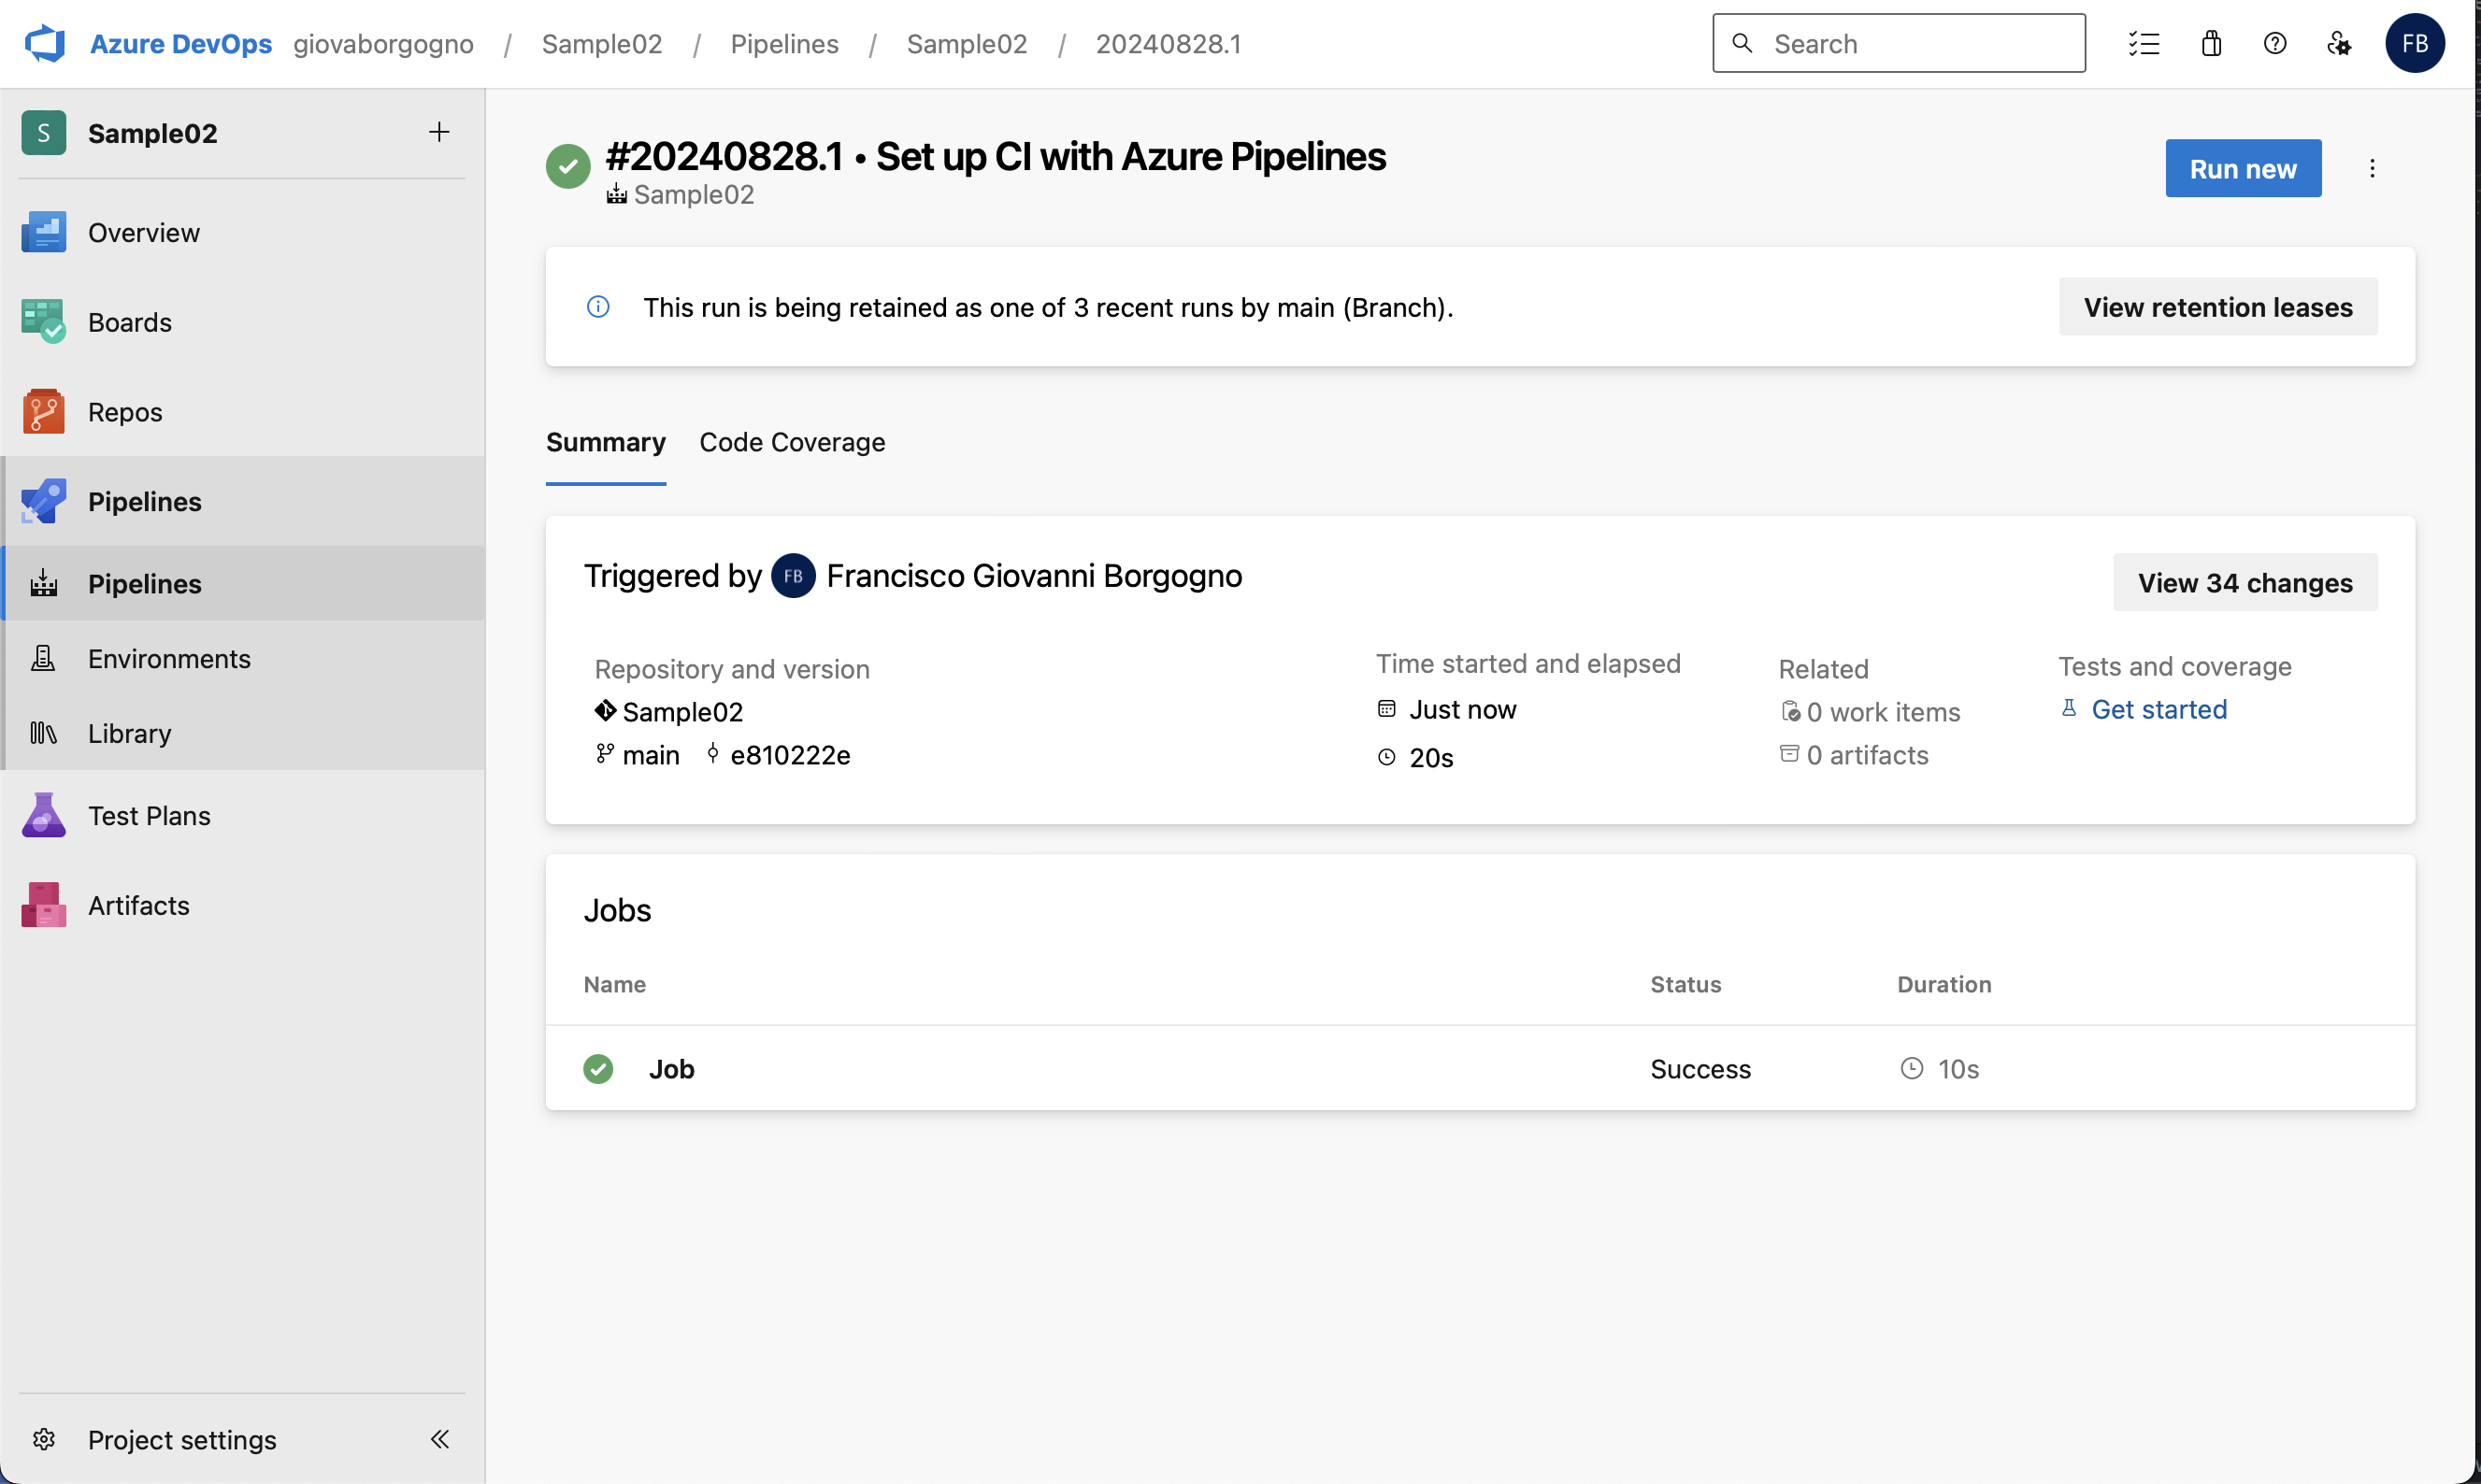 Azure DevOps giovaborgogno / Sample02 / Pipelines / Sample02 / 20240828.1
Search
FB
S Sample02
Overview
Boards
Repos
Pipelines
Pipelines
Environments
Library
Test Plans
Artifacts
Project settings
#20240828.1 • Set up CI with Azure Pipelines
Sample02
Run new
This run is being retained as one of 3 recent runs by main (Branch).
View retention leases
Summary Code Coverage
Triggered by FB Francisco Giovanni Borgogno
View 34 changes
Repository and version
Sample02
main e810222e
Time started and elapsed
Just now
20s
Related
0 work items
0 artifacts
Tests and coverage
Get started
Jobs
Name Status Duration
Job Success 10s